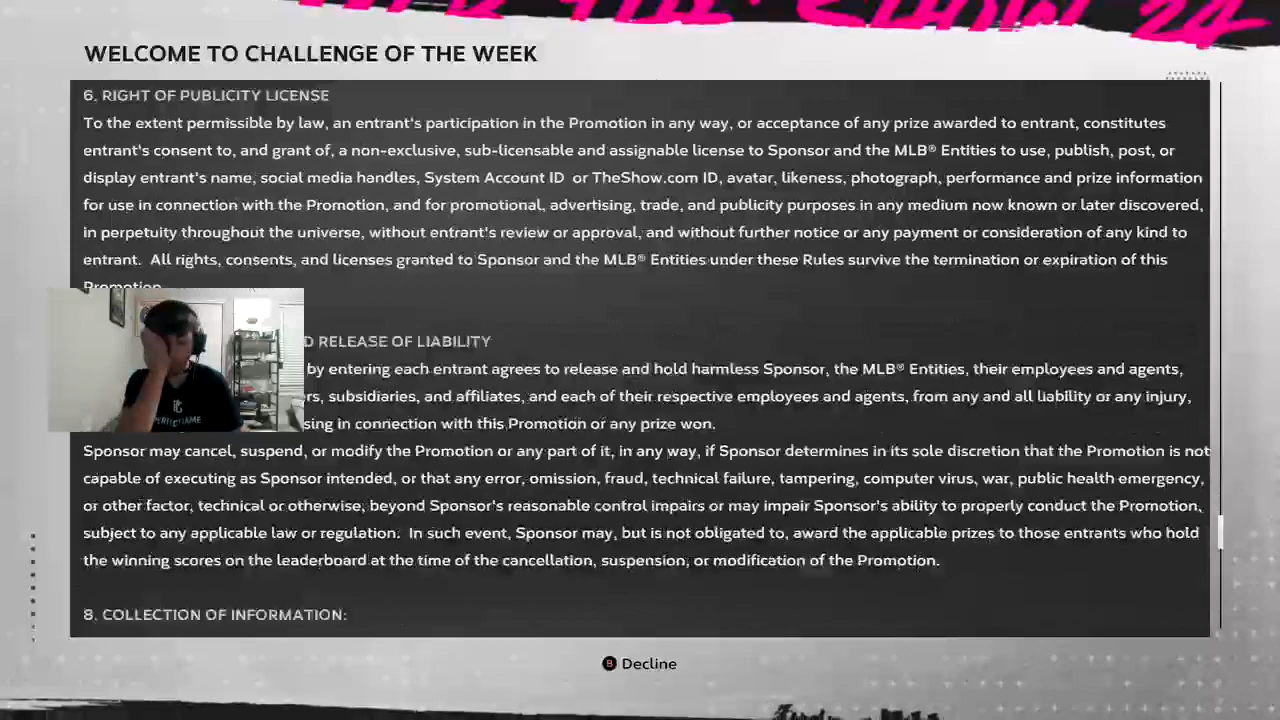 THE SHOW 24
WELCOME TO CHALLENGE OF THE WEEK
6. RIGHT OF PUBLICITY LICENSE
To the extent permissible by law, an entrant's participation in the Promotion in any way, or acceptance of any prize awarded to entrant, constitutes
entrant's consent to, and grant of, a non-exclusive, sub-licensable and assignable license to Sponsor and the MLB® Entities to use, publish, post, or
display entrant's name, social media handles, System Account ID or TheShow.com ID, avatar, likeness, photograph, performance and prize information
for use in connection with the Promotion, and for promotional, advertising, trade, and publicity purposes in any medium now known or later discovered,
in perpetuity throughout the universe, without entrant's review or approval, and without further notice or any payment or consideration of any kind to
entrant. All rights, consents, and licenses granted to Sponsor and the MLB® Entities under these Rules survive the termination or expiration of this
Promotion.
D RELEASE OF LIABILITY
by entering each entrant agrees to release and hold harmless Sponsor, the MLB® Entities, their employees and agents,
rs, subsidiaries, and affiliates, and each of their respective employees and agents, from any and all liability or any injury,
sing in connection with this Promotion or any prize won.
Sponsor may cancel, suspend, or modify the Promotion or any part of it, in any way, if Sponsor determines in its sole discretion that the Promotion is not
capable of executing as Sponsor intended, or that any error, omission, fraud, technical failure, tampering, computer virus, war, public health emergency,
or other factor, technical or otherwise, beyond Sponsor's reasonable control impairs or may impair Sponsor's ability to properly conduct the Promotion,
subject to any applicable law or regulation. In such event, Sponsor may, but is not obligated to, award the applicable prizes to those entrants who hold
the winning scores on the leaderboard at the time of the cancellation, suspension, or modification of the Promotion.
8. COLLECTION OF INFORMATION:
B Decline